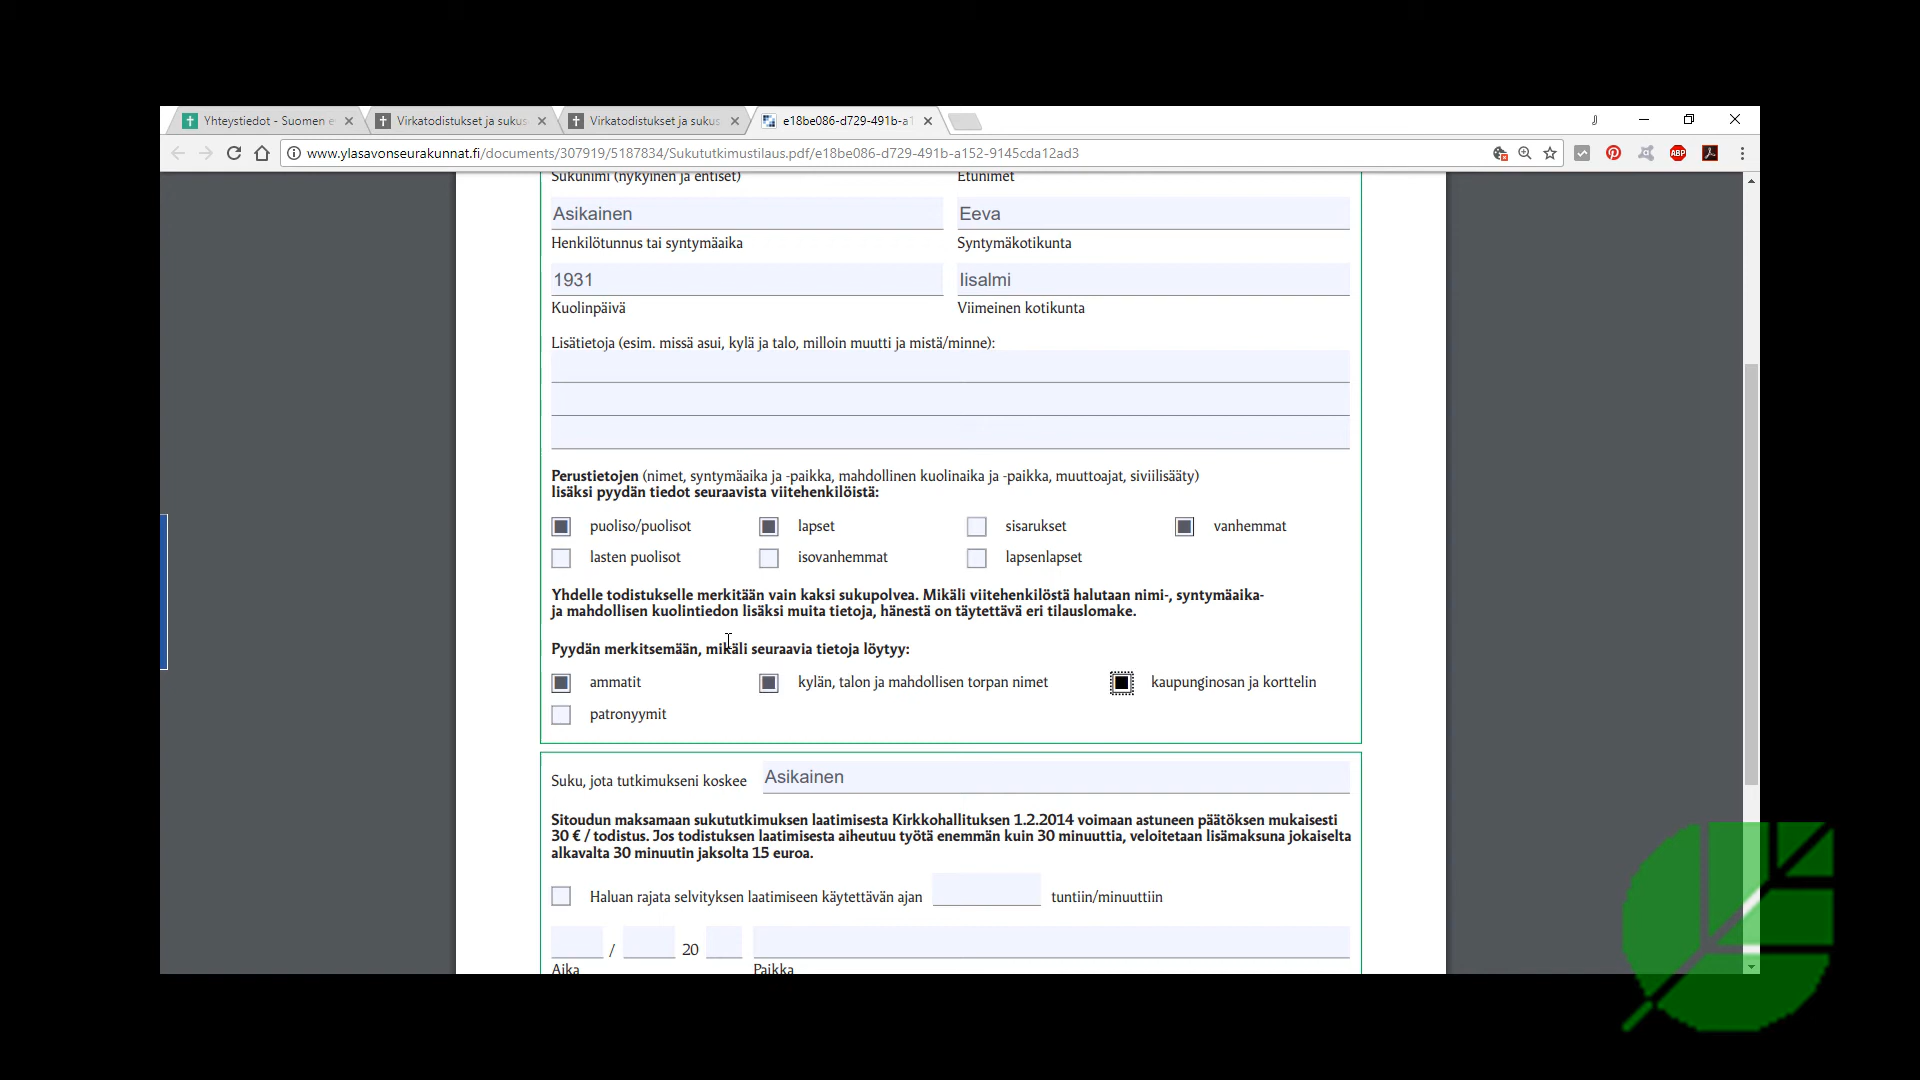 Yhteystiedot - Suomen e
Virkatodistukset ja sukus
Virkatodistukset ja sukus
e18be086-d729-491b-a1
www.ylasavonseurakunnat.fi/documents/307919/5187834/Sukututkimustilaus.pdf/e18be086-d729-491b-a152-9145cda12ad3
ABP
Sukunimi (nykyinen ja entiset) Etunimet
Asikainen Eeva
Henkilötunnus tai syntymäaika Syntymäkotikunta
1931 Iisalmi
Kuolinpäivä Viimeinen kotikunta
Lisätietoja (esim. missä asui, kylä ja talo, milloin muutti ja mistä/minne):
Perustietojen (nimet, syntymäaika ja -paikka, mahdollinen kuolinaika ja -paikka, muuttoajat, siviilisääty)
lisäksi pyydän tiedot seuraavista viitehenkilöistä:
puoliso/puolisot lapset sisarukset vanhemmat
lasten puolisot isovanhemmat lapsenlapset
Yhdelle todistukselle merkitään vain kaksi sukupolvea. Mikäli viitehenkilöstä halutaan nimi-, syntymäaika-
ja mahdollisen kuolintiedon lisäksi muita tietoja, hänestä on täytettävä eri tilauslomake.
Pyydän merkitsemään, mikäli seuraavia tietoja löytyy:
ammatit kylän, talon ja mahdollisen torpan nimet kaupunginosan ja korttelin
patronyymit
Suku, jota tutkimukseni koskee Asikainen
Sitoudun maksamaan sukututkimuksen laatimisesta Kirkkohallituksen 1.2.2014 voimaan astuneen päätöksen mukaisesti
30 € / todistus. Jos todistuksen laatimisesta aiheutuu työtä enemmän kuin 30 minuuttia, veloitetaan lisämaksuna jokaiselta
alkavalta 30 minuutin jaksolta 15 euroa.
Haluan rajata selvityksen laatimiseen käytettävän ajan tuntiin/minuuttiin
/ 20
Aika Paikka